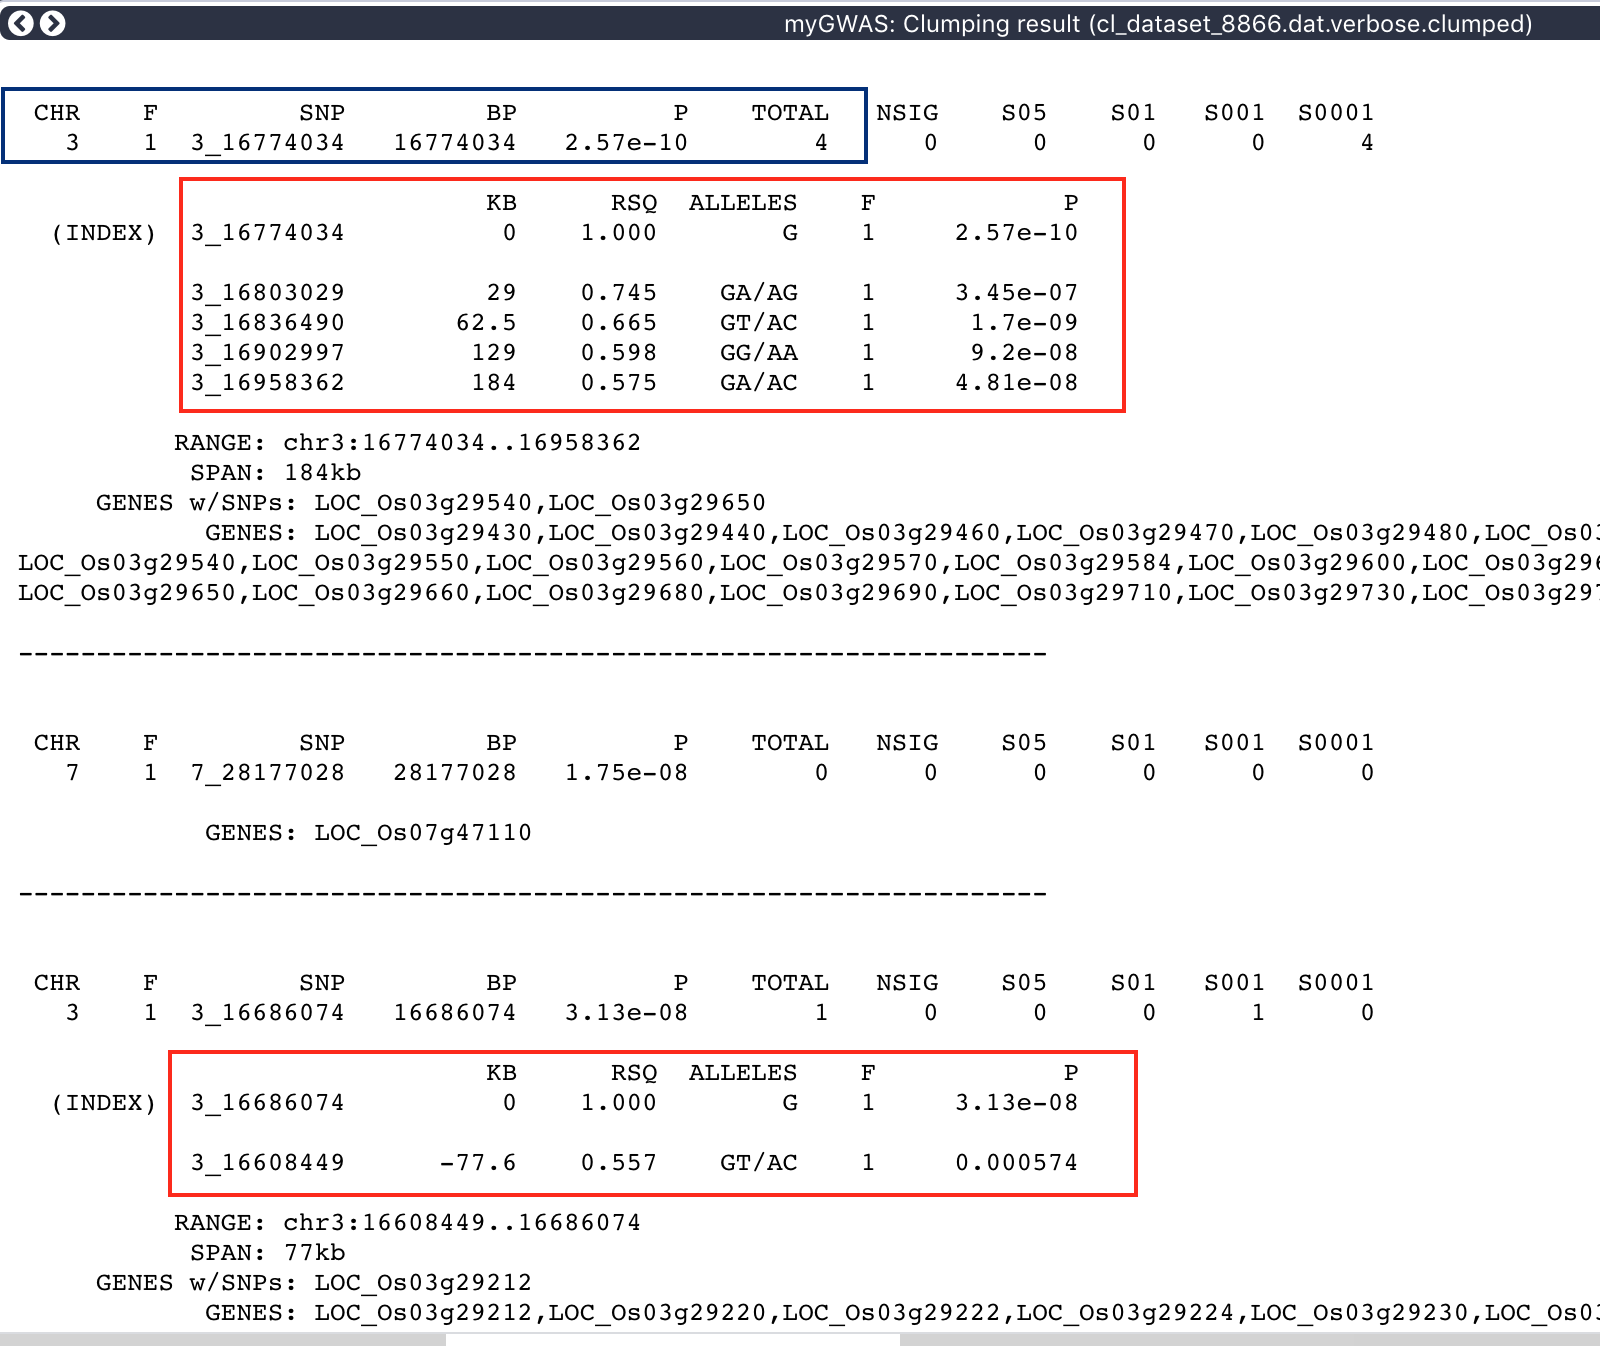 myGWAS: Clumping result (cl_dataset_8866.dat.verbose.clumped)
CHR F SNP BP P TOTAL NSIG S05 S01 S001 S0001
3 1 3_16774034 16774034 2.57e-10 4 0 0 0 0 4
KB RSQ ALLELES F P
(INDEX) 3_16774034 0 1.000 G 1 2.57e-10
3_16803029 29 0.745 GA/AG 1 3.45e-07
3_16836490 62.5 0.665 GT/AC 1 1.7e-09
3_16902997 129 0.598 GG/AA 1 9.2e-08
3_16958362 184 0.575 GA/AC 1 4.81e-08
RANGE: chr3:16774034..16958362
SPAN: 184kb
GENES w/SNPs: LOC_Os03g29540,LOC_Os03g29650
GENES: LOC_Os03g29430,LOC_Os03g29440,LOC_Os03g29460,LOC_Os03g29470,LOC_Os03g29480,
LOC_Os03g29540,LOC_Os03g29550,LOC_Os03g29560,LOC_Os03g29570,LOC_Os03g29584,LOC_Os03g29600,
LOC_Os03g29650,LOC_Os03g29660,LOC_Os03g29680,LOC_Os03g29690,LOC_Os03g29710,LOC_Os03g29730,
--------------------------------------------------------------------
CHR F SNP BP P TOTAL NSIG S05 S01 S001 S0001
7 1 7_28177028 28177028 1.75e-08 0 0 0 0 0 0
GENES: LOC_Os07g47110
--------------------------------------------------------------------
CHR F SNP BP P TOTAL NSIG S05 S01 S001 S0001
3 1 3_16686074 16686074 3.13e-08 1 0 0 0 1 0
KB RSQ ALLELES F P
(INDEX) 3_16686074 0 1.000 G 1 3.13e-08
3_16608449 -77.6 0.557 GT/AC 1 0.000574
RANGE: chr3:16608449..16686074
SPAN: 77kb
GENES w/SNPs: LOC_Os03g29212
GENES: LOC_Os03g29212,LOC_Os03g29220,LOC_Os03g29222,LOC_Os03g29224,LOC_Os03g29230,